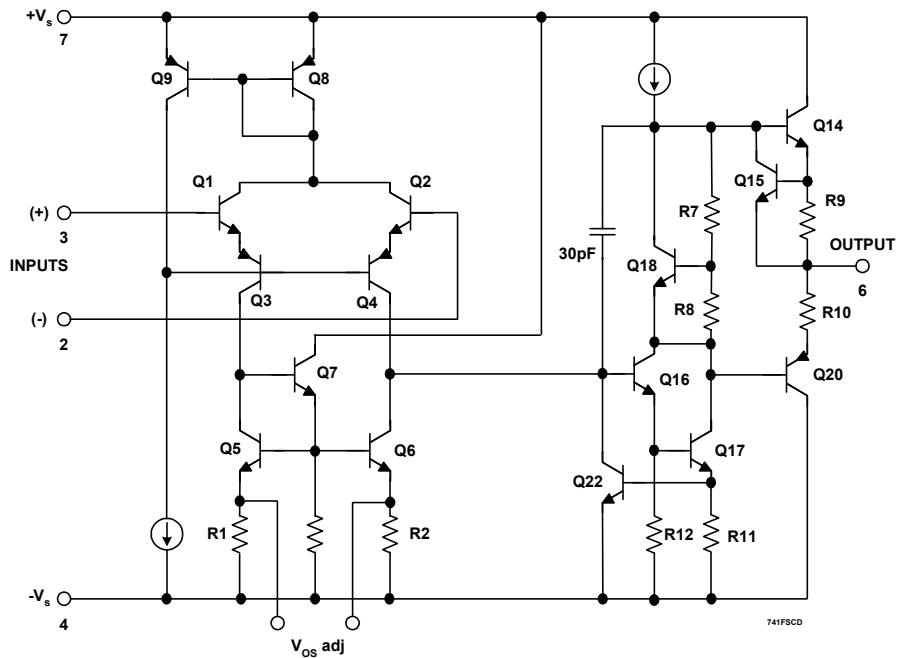 +Vs
7
Q9
Q8
Q14
Q1
Q2
Q15
R9
(+)
3
R7
30pF
Q18
OUTPUT
6
INPUTS
Q3
Q4
R8
R10
(-)
2
Q7
Q16
Q20
Q5
Q6
Q17
Q22
R1
R2
R12
R11
-Vs
4
VOS adj
741FSCD